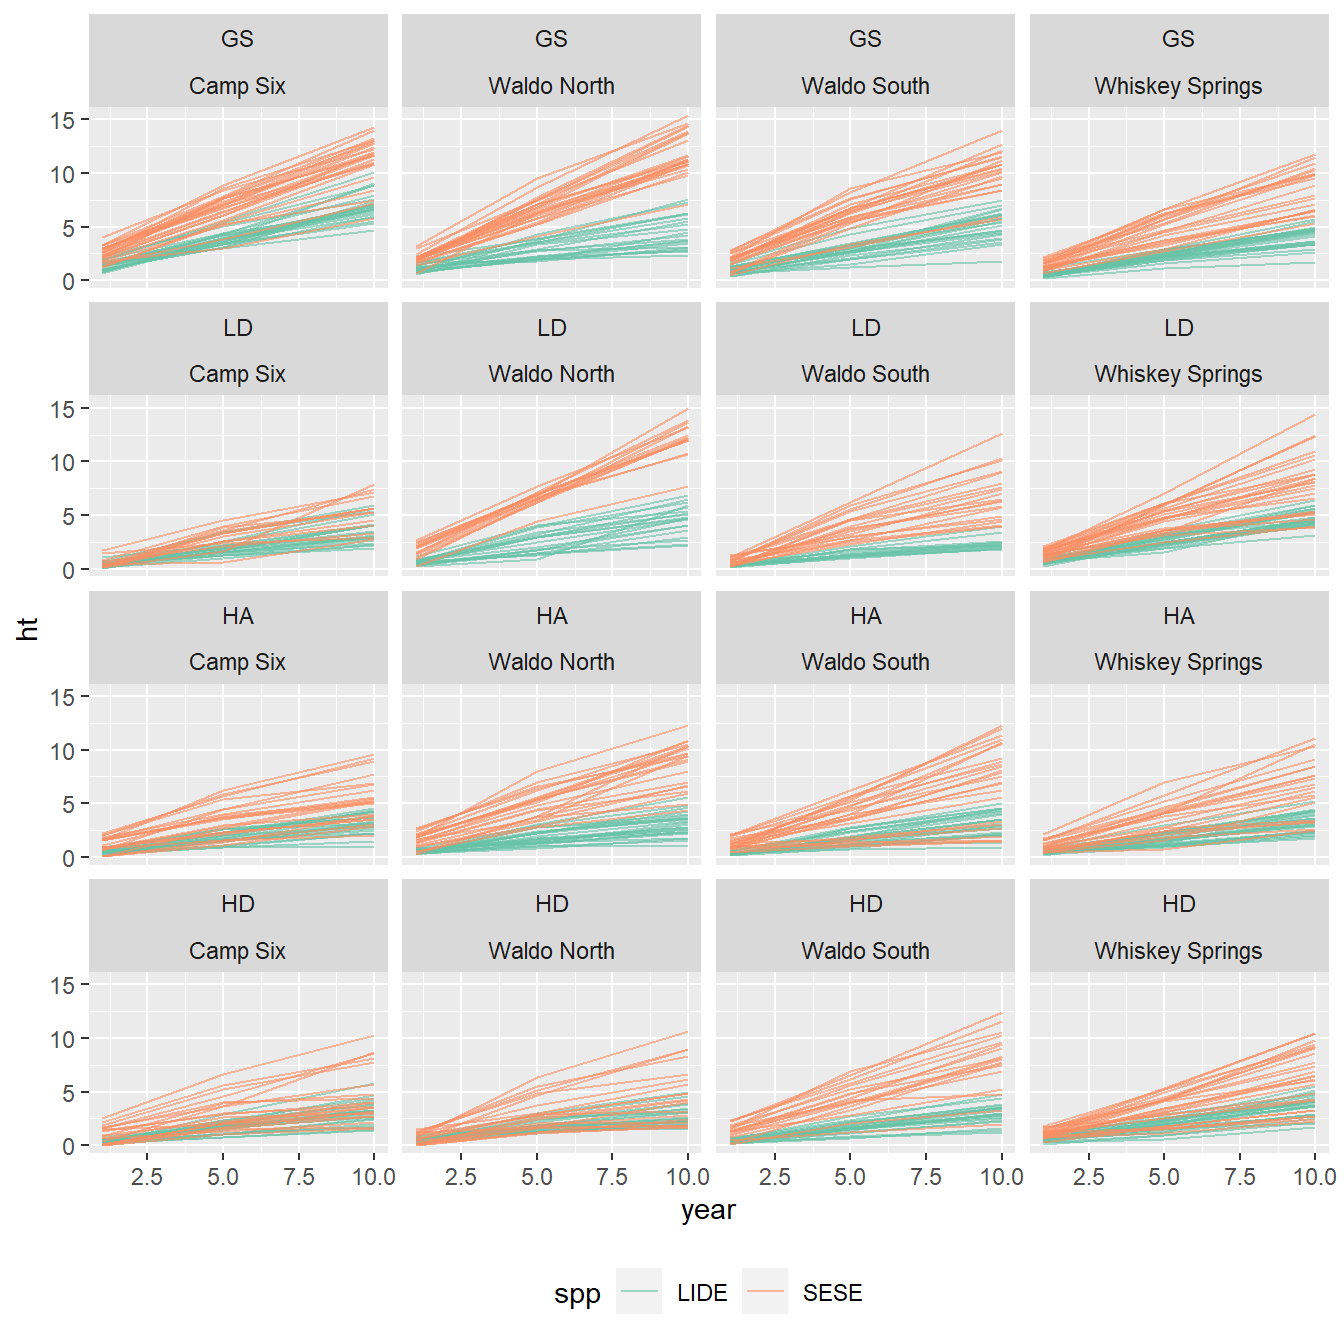 GS GS GS GS
Camp Six Waldo North Waldo South Whiskey Springs
15
10
5
0
LD LD LD LD
Camp Six Waldo North Waldo South Whiskey Springs
15
10
5
0
HA HA HA HA
Camp Six Waldo North Waldo South Whiskey Springs
15
10
5
0
HD HD HD HD
Camp Six Waldo North Waldo South Whiskey Springs
15
10
5
0
ht
2.5 5.0 7.5 10.0 2.5 5.0 7.5 10.0 2.5 5.0 7.5 10.0 2.5 5.0 7.5 10.0
year
spp LIDE SESE